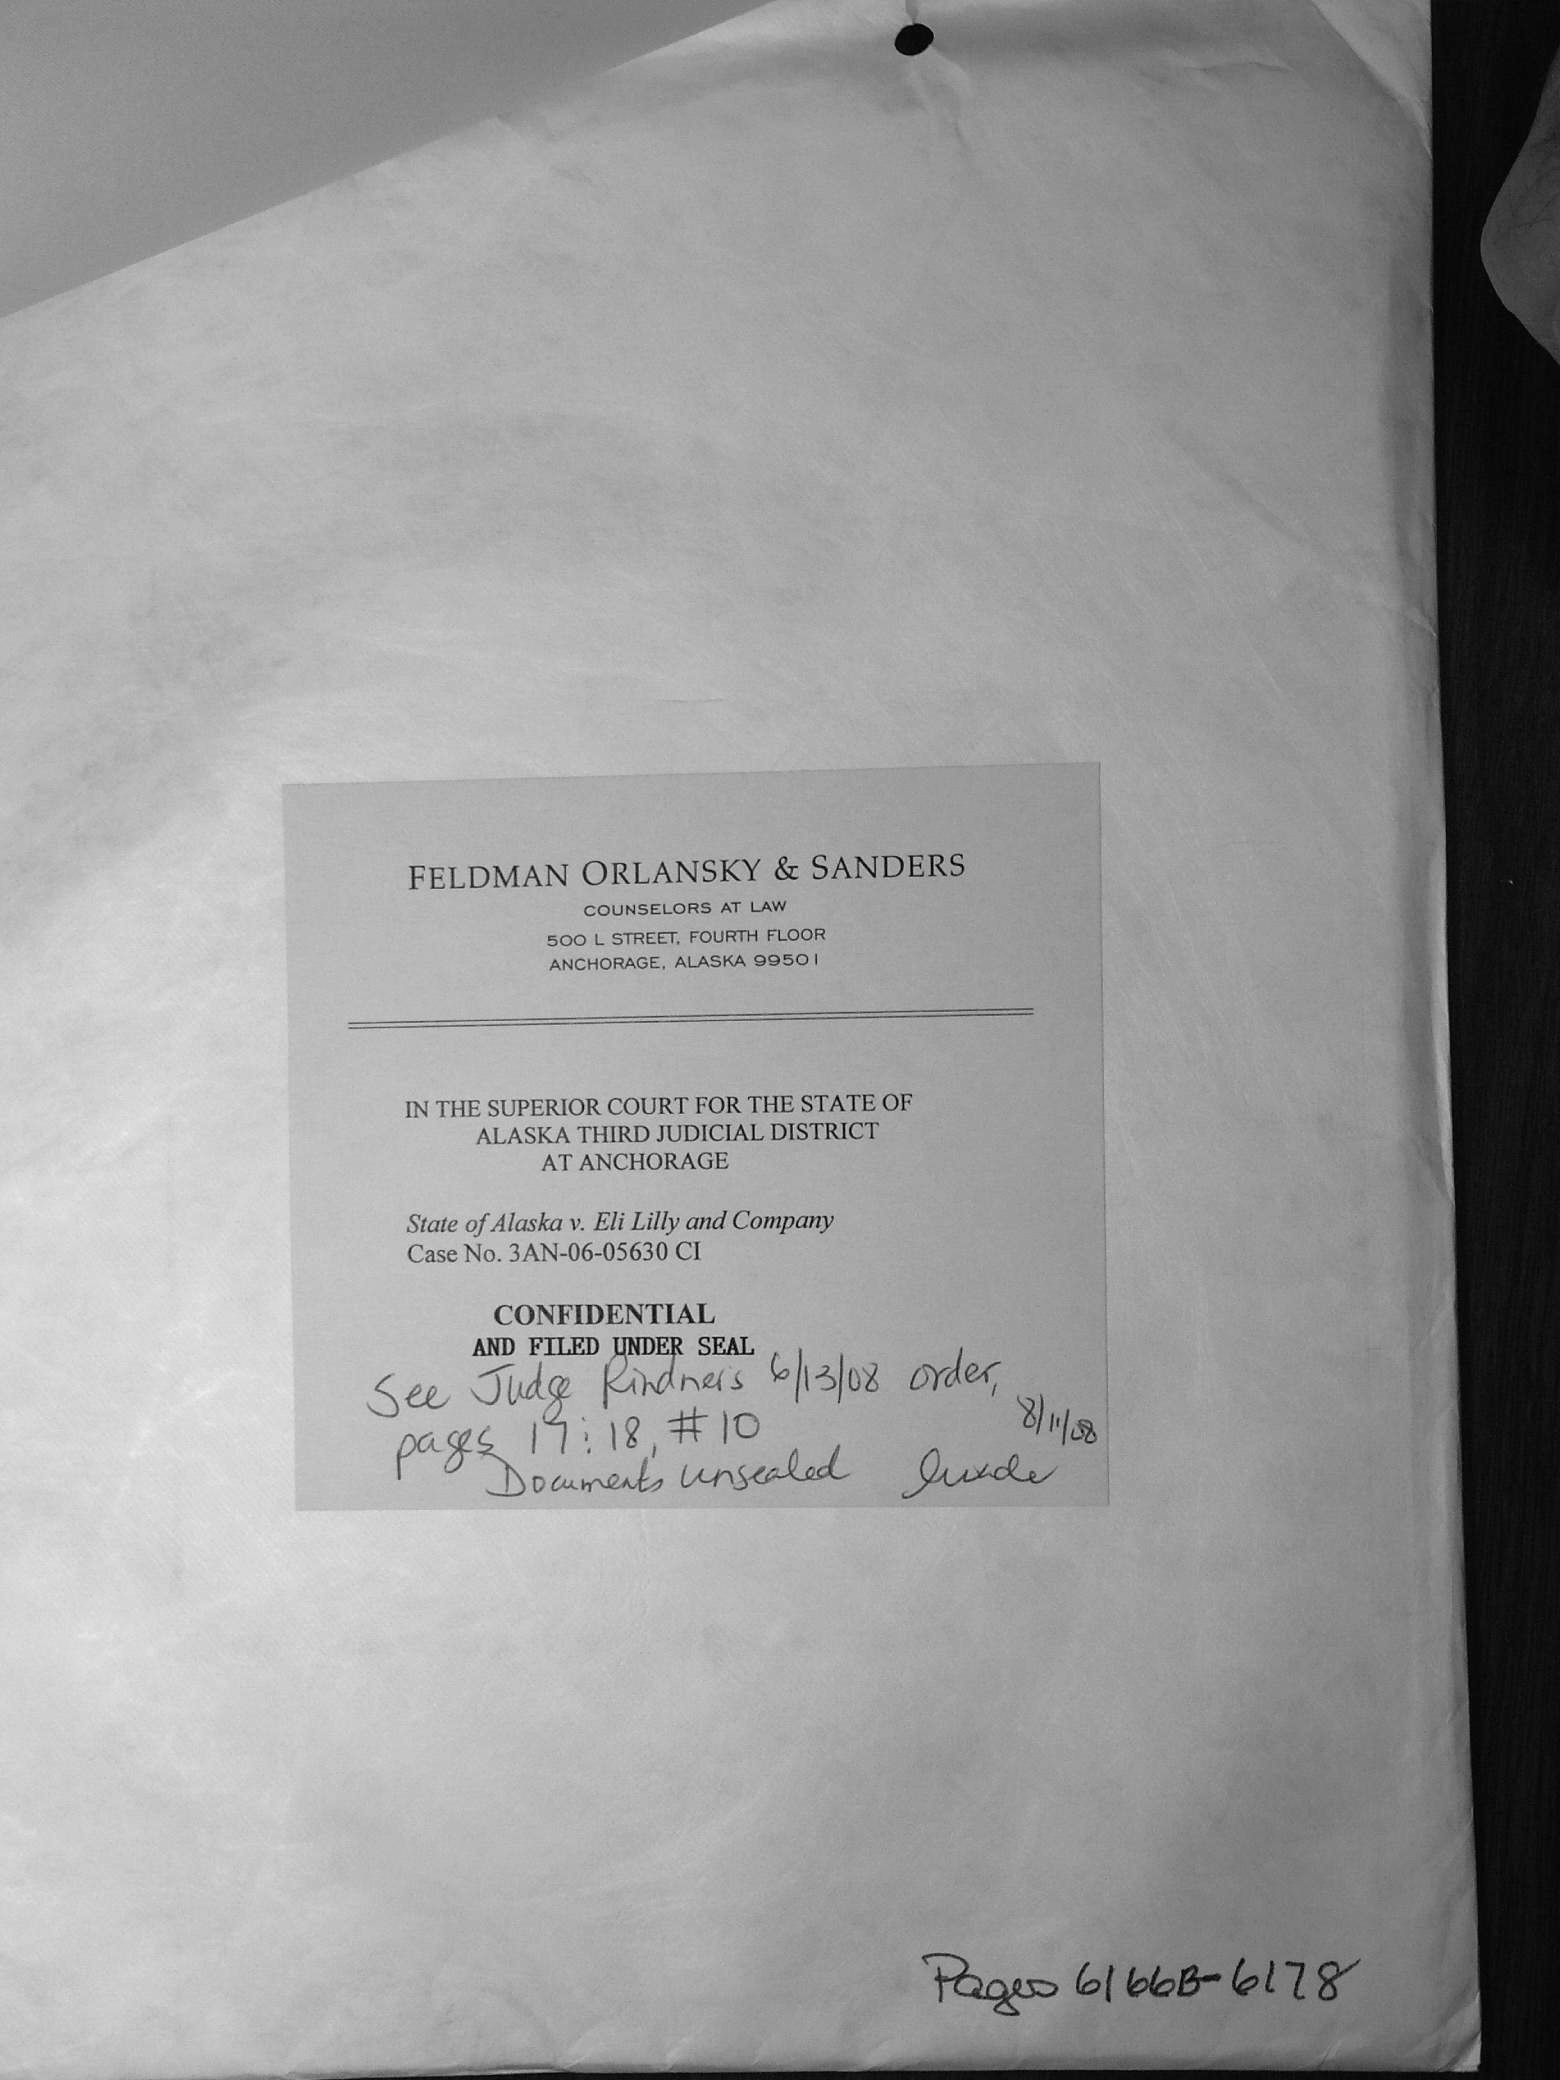 FELDMAN ORLANSKY & SANDERS
COUNSELORS AT LAW
500 L STREET, FOURTH FLOOR
ANCHORAGE, ALASKA 99501
IN THE SUPERIOR COURT FOR THE STATE OF
ALASKA THIRD JUDICIAL DISTRICT
AT ANCHORAGE
State of Alaska v. Eli Lilly and Company
Case No. 3AN-06-05630 CI
CONFIDENTIAL
AND FILED UNDER SEAL
See Judge Rindner's 6/13/08 order,
pages 17:18, #10
8/11/08
Documents unsealed
Pages 6166B-6178